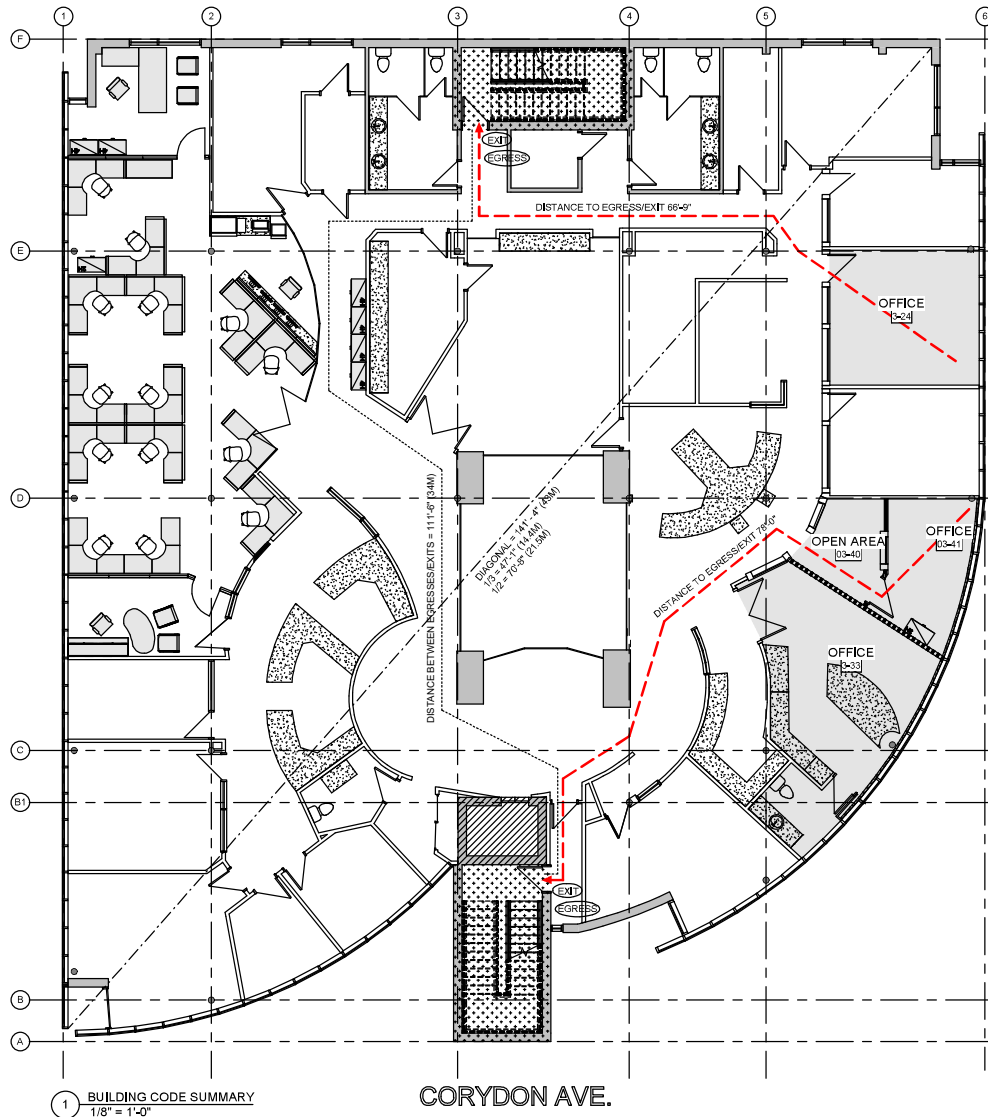 1 2 3 4 5 6
F
EXIT
EGRESS
DISTANCE TO EGRESS/EXIT 66'-9"
E
OFFICE
3-24
D
DISTANCE BETWEEN EGRESSES/EXITS = 111'-6" (34M)
DIAGONAL = 141' - 4" (43M)
1/3 = 47'-1" (14.4M)
1/2 = 70'-8" (21.5M)
DISTANCE TO EGRESS/EXIT 76'-0"
OPEN AREA
03-40
OFFICE
03-41
OFFICE
3-33
C
B1
EXIT
EGRESS
B
A
1 BUILDING CODE SUMMARY
1/8" = 1'-0"
CORYDON AVE.